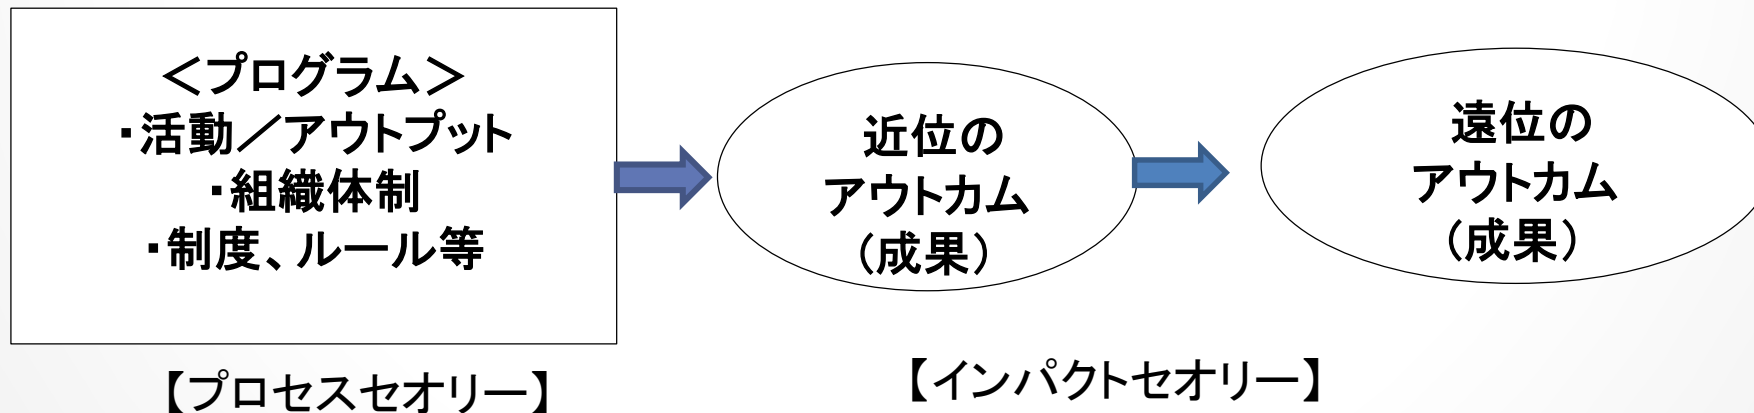 ＜プログラム＞
・活動／アウトプット
・組織体制
・制度、ルール等
近位の
アウトカム
（成果）
遠位の
アウトカム
（成果）
【プロセスセオリー】
【インパクトセオリー】